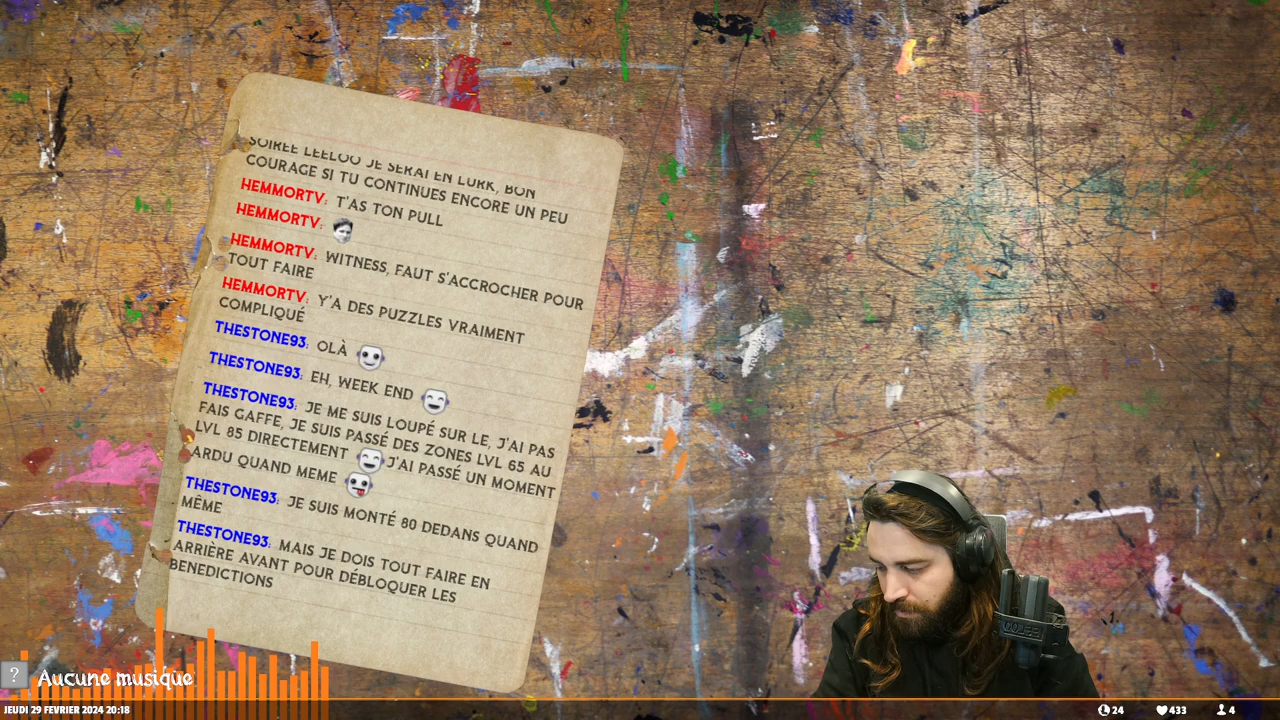 SOIRÉE LEELOO JE SERAI EN LURK, BON
COURAGE SI TU CONTINUES ENCORE UN PEU
HEMMORTV: T'AS TON PULL
HEMMORTV:
HEMMORTV: WITNESS, FAUT S'ACCROCHER POUR
TOUT FAIRE
HEMMORTV: Y'A DES PUZZLES VRAIMENT
COMPLIQUÉ
THESTONE93: OLÀ
THESTONE93: EH, WEEK END
THESTONE93: JE ME SUIS LOUPÉ SUR LE, J'AI PAS
FAIS GAFFE, JE SUIS PASSÉ DES ZONES LVL 65 AU
LVL 85 DIRECTEMENT J'AI PASSÉ UN MOMENT
ARDU QUAND MEME
THESTONE93: JE SUIS MONTÉ 80 DEDANS QUAND
MÊME
THESTONE93: MAIS JE DOIS TOUT FAIRE EN
ARRIÈRE AVANT POUR DÉBLOQUER LES
BENEDICTIONS
? Aucune musique
JEUDI 29 FEVRIER 2024 20:18
24 433 4